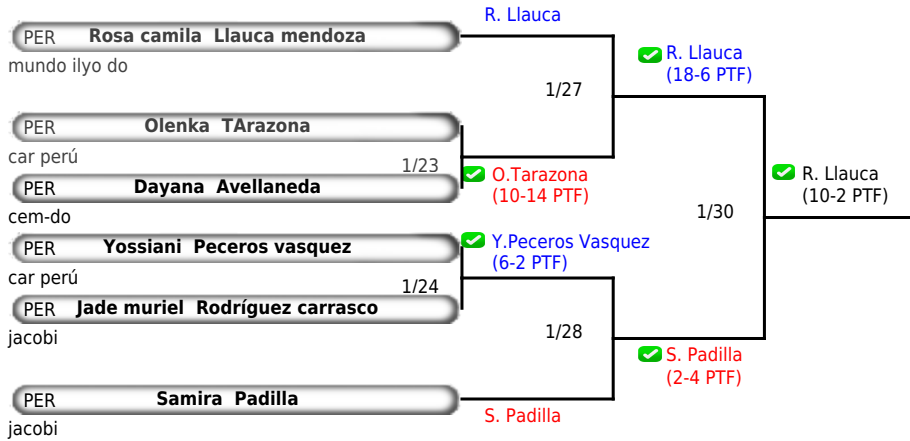 R. Llauca
PER Rosa camila Llauca mendoza
mundo ilyo do
R. Llauca
(18-6 PTF)
1/27
PER Olenka TArazona
car perú
1/23
O.Tarazona
(10-14 PTF)
PER Dayana Avellaneda
cem-do
R. Llauca
(10-2 PTF)
1/30
PER Yossiani Peceros vasquez
car perú
Y.Peceros Vasquez
(6-2 PTF)
1/24
PER Jade muriel Rodríguez carrasco
jacobi
1/28
S. Padilla
(2-4 PTF)
PER Samira Padilla
jacobi
S. Padilla